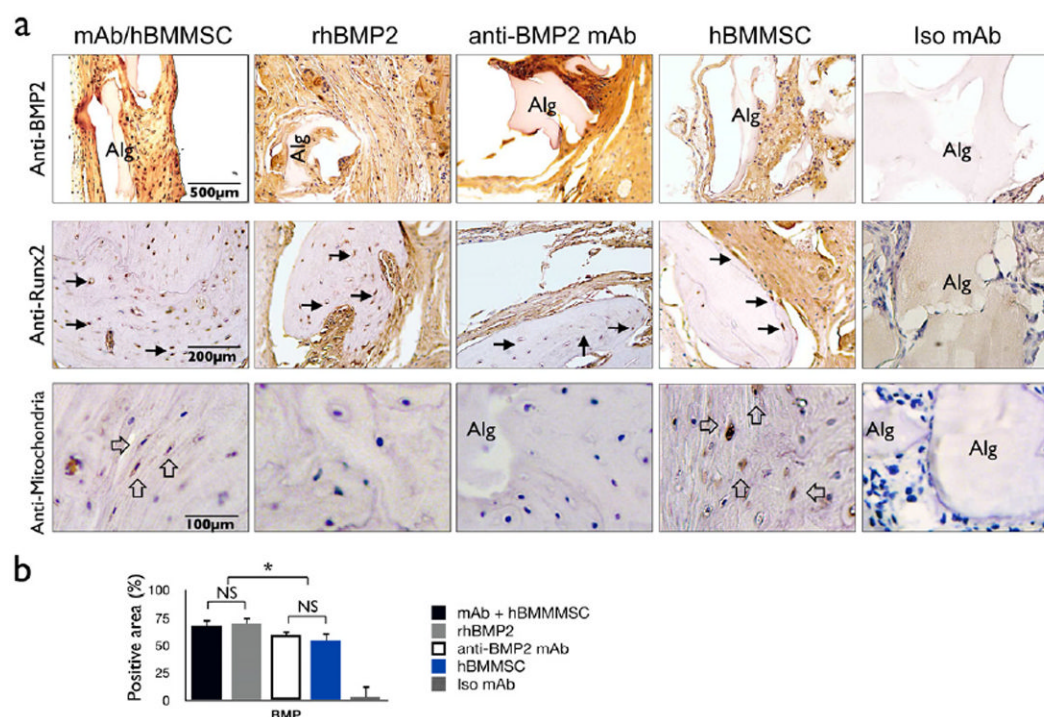 a
mAb/hBMMSC rhBMP2 anti-BMP2 mAb hBMMSC Iso mAb
Anti-BMP2
Alg
500µm
Alg
Alg
Alg
Alg
Anti-Runx2
200µm
Alg
Anti-Mitochondria
100µm
Alg
Alg
Alg
b
Positive area (%)
100
75
50
25
0
NS
*
NS
BMP
mAb + hBMMMSC
rhBMP2
anti-BMP2 mAb
hBMMSC
Iso mAb